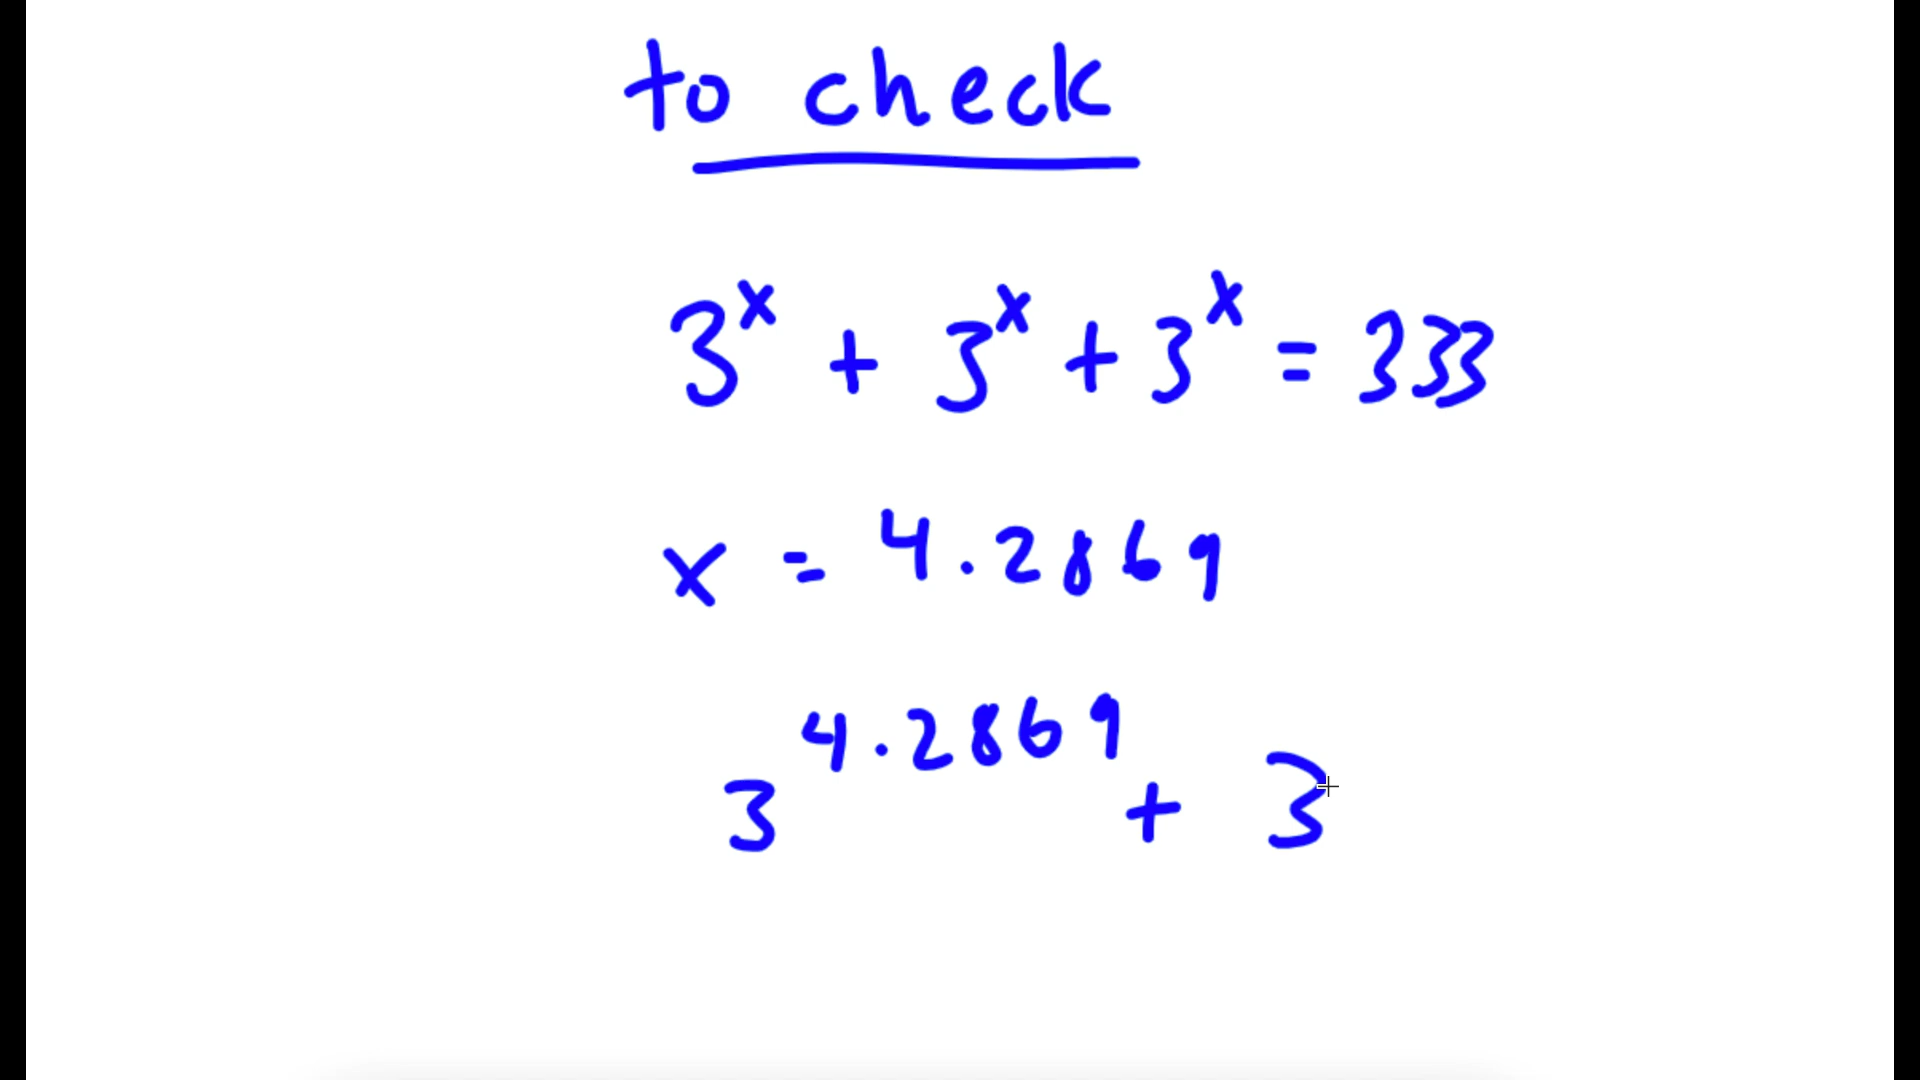 to check
3^x + 3^x + 3^x = 333
x = 4.2869
3^4.2869 + 3